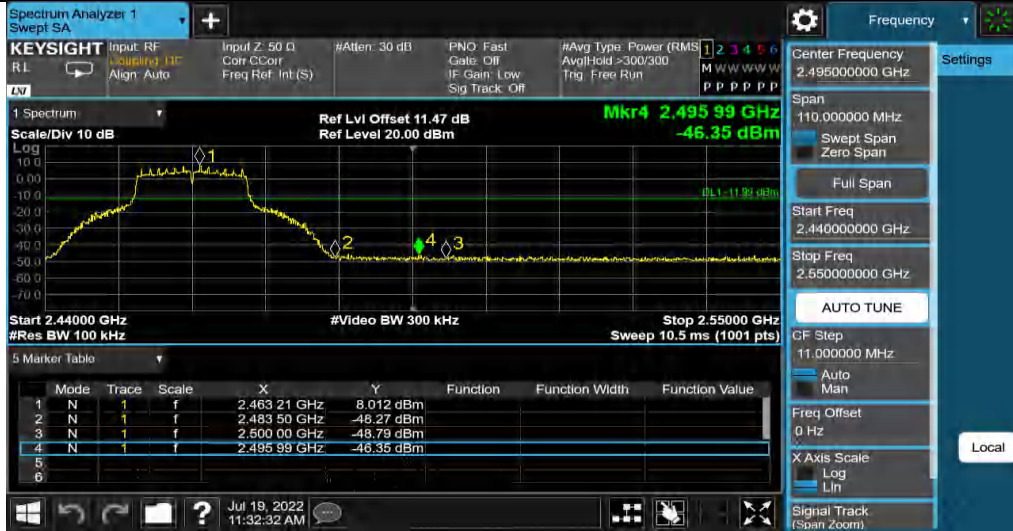 Spectrum Analyzer 1
Swept SA
+
Frequency
KEYSIGHT
RL
LXI
Input: RF
Coupling: DC
Align: Auto
Input Z: 50 Ω
Corr CCorr
Freq Ref: Int (S)
#Atten: 30 dB
PNO: Fast
Gate: Off
IF Gain: Low
Sig Track: Off
#Avg Type: Power (RMS
Avg|Hold >300/300
Trig: Free Run
1 2 3 4 5 6
M W W W W W
P P P P P P
1 Spectrum
Scale/Div 10 dB
Ref Lvl Offset 11.47 dB
Ref Level 20.00 dBm
Mkr4 2.495 99 GHz
-46.35 dBm
Log
10.0
0.00
-10.0
-20.0
-30.0
-40.0
-50.0
-60.0
-70.0
1
2
4
3
DL1 -11.99 dBm
Start 2.44000 GHz
#Res BW 100 kHz
#Video BW 300 kHz
Stop 2.55000 GHz
Sweep 10.5 ms (1001 pts)
5 Marker Table
Mode Trace Scale X Y Function Function Width Function Value
1 N 1 f 2.463 21 GHz 8.012 dBm
2 N 1 f 2.483 50 GHz -48.27 dBm
3 N 1 f 2.500 00 GHz -48.79 dBm
4 N 1 f 2.495 99 GHz -46.35 dBm
5
6
?
Jul 19, 2022
11:32:32 AM
Center Frequency
2.495000000 GHz
Span
110.000000 MHz
Swept Span
Zero Span
Full Span
Start Freq
2.440000000 GHz
Stop Freq
2.550000000 GHz
AUTO TUNE
CF Step
11.000000 MHz
Auto
Man
Freq Offset
0 Hz
X Axis Scale
Log
Lin
Signal Track
(Span Zoom)
Settings
Local